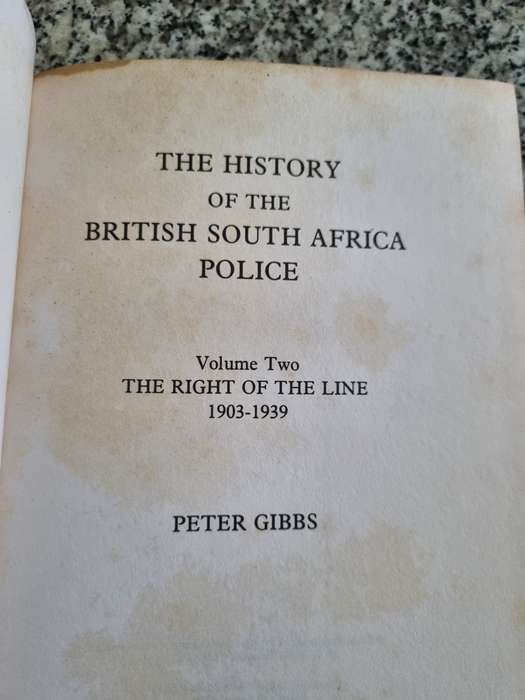 THE HISTORY
OF THE
BRITISH SOUTH AFRICA
POLICE
Volume Two
THE RIGHT OF THE LINE
1903-1939
PETER GIBBS